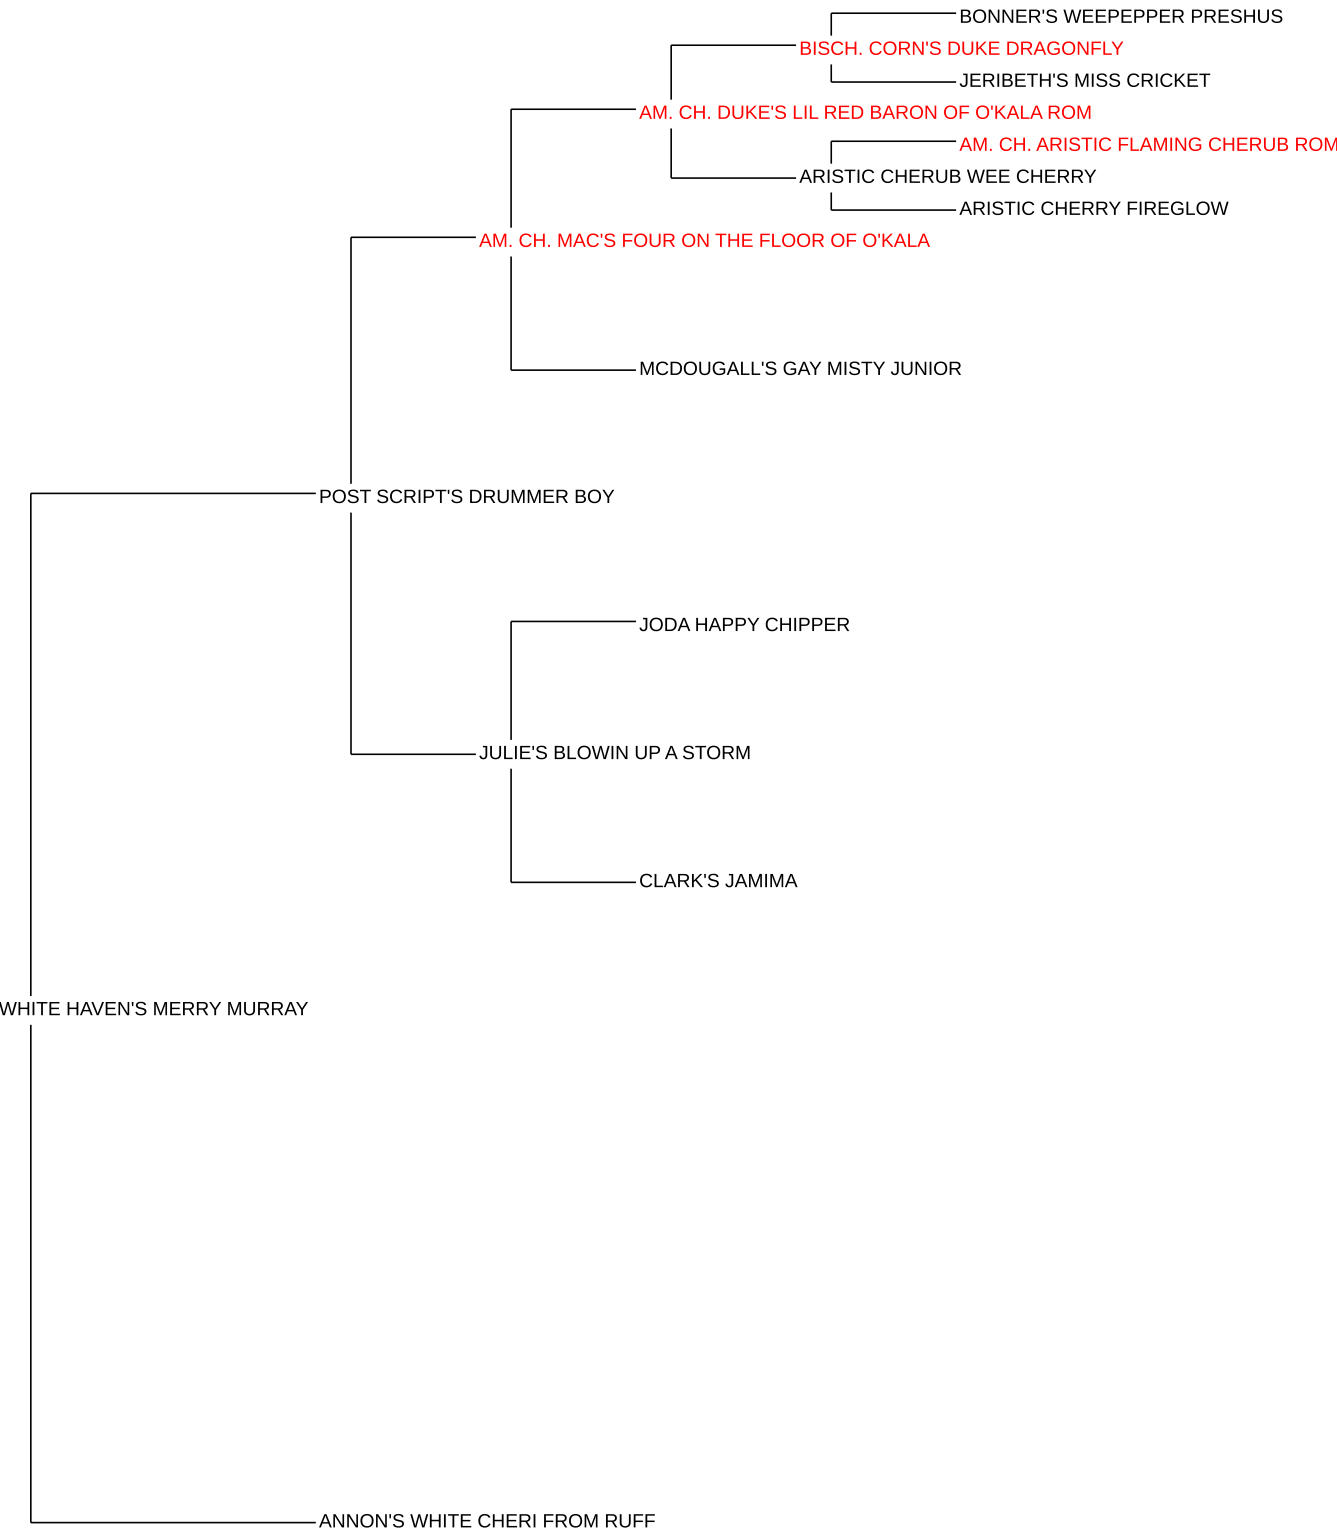 BONNER'S WEEPEPPER PRESHUS
BISCH. CORN'S DUKE DRAGONFLY
JERIBETH'S MISS CRICKET
AM. CH. DUKE'S LIL RED BARON OF O'KALA ROM
AM. CH. ARISTIC FLAMING CHERUB ROM
ARISTIC CHERUB WEE CHERRY
ARISTIC CHERRY FIREGLOW
AM. CH. MAC'S FOUR ON THE FLOOR OF O'KALA
MCDOUGALL'S GAY MISTY JUNIOR
POST SCRIPT'S DRUMMER BOY
JODA HAPPY CHIPPER
JULIE'S BLOWIN UP A STORM
CLARK'S JAMIMA
WHITE HAVEN'S MERRY MURRAY
ANNON'S WHITE CHERI FROM RUFF